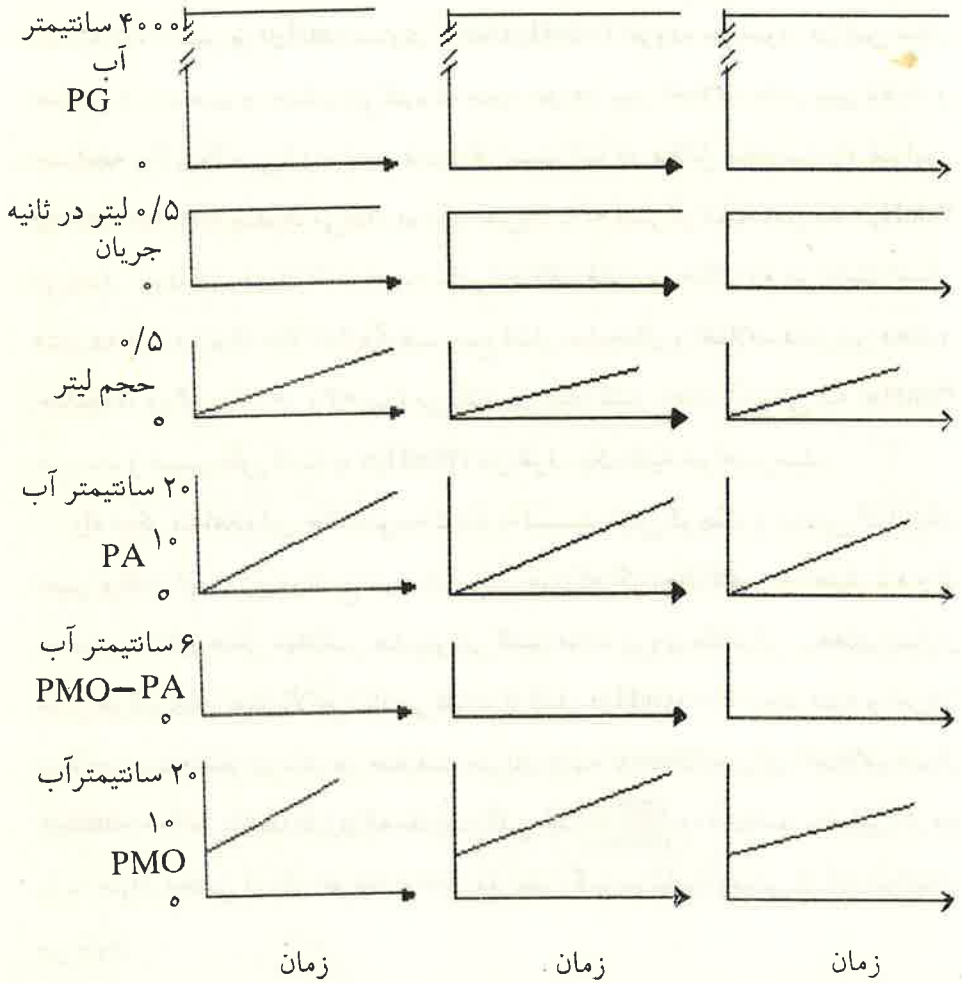 ۴۰۰۰ سانتیمتر
آب
PG
۰
۰/۵ لیتر در ثانیه
جریان
۰
۰/۵
حجم لیتر
۰
۲۰ سانتیمتر آب
۱۰
PA
۰
۶ سانتیمتر آب
PMO–PA
۰
۲۰ سانتیمترآب
۱۰
PMO
۰
زمان زمان زمان